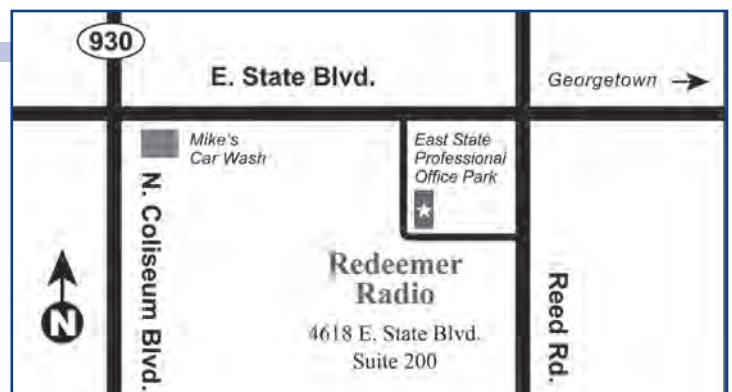 930
E. State Blvd.
Georgetown
Mike's
Car Wash
East State
Professional
Office Park
N. Coliseum Blvd.
Redeemer
Radio
4618 E. State Blvd.
Suite 200
Reed Rd.
N